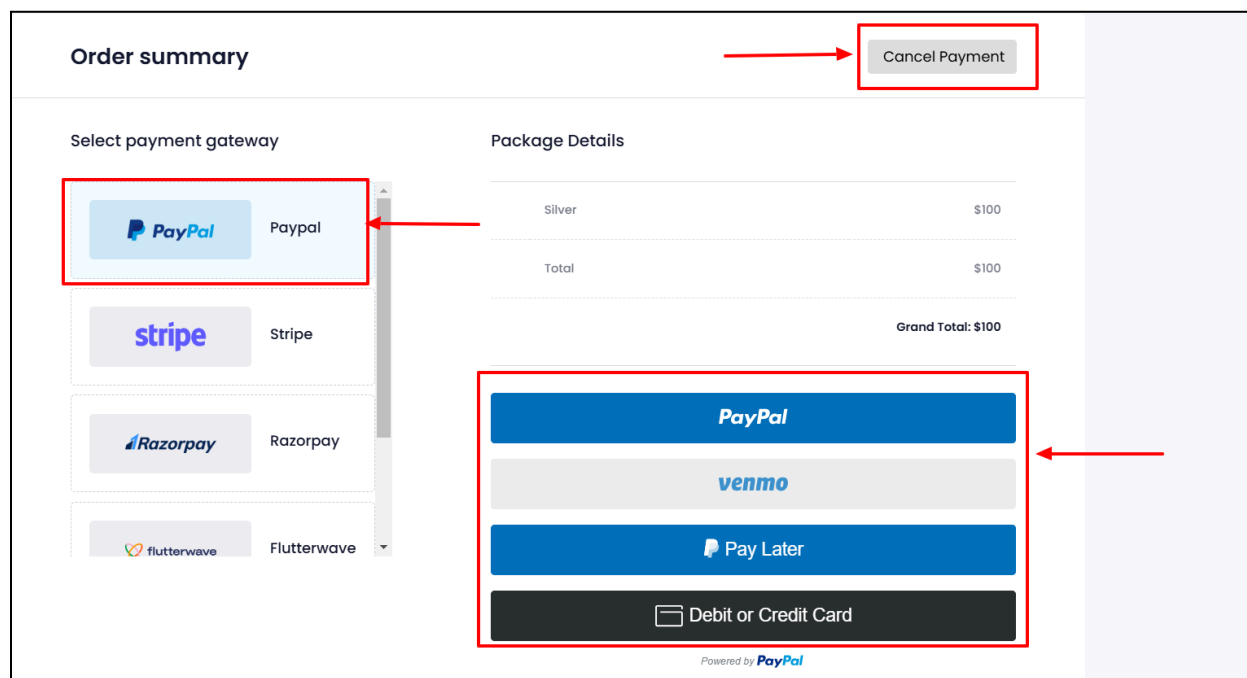 Order summary
Cancel Payment
Select payment gateway
PayPal Paypal
stripe Stripe
Razorpay Razorpay
flutterwave Flutterwave
Package Details
Silver $100
Total $100
Grand Total: $100
PayPal
venmo
Pay Later
Debit or Credit Card
Powered by PayPal